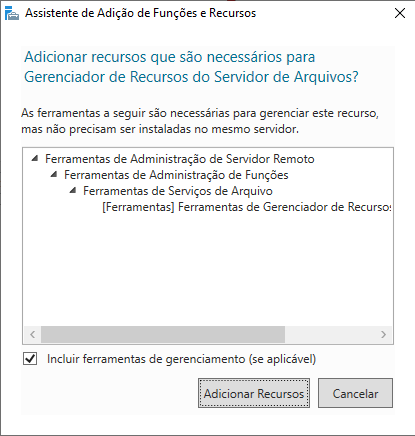 Assistente de Adição de Funções e Recursos
Adicionar recursos que são necessários para
Gerenciador de Recursos do Servidor de Arquivos?
As ferramentas a seguir são necessárias para gerenciar este recurso,
mas não precisam ser instaladas no mesmo servidor.
Ferramentas de Administração de Servidor Remoto
Ferramentas de Administração de Funções
Ferramentas de Serviços de Arquivo
[Ferramentas] Ferramentas de Gerenciador de Recursos
Incluir ferramentas de gerenciamento (se aplicável)
Adicionar Recursos
Cancelar